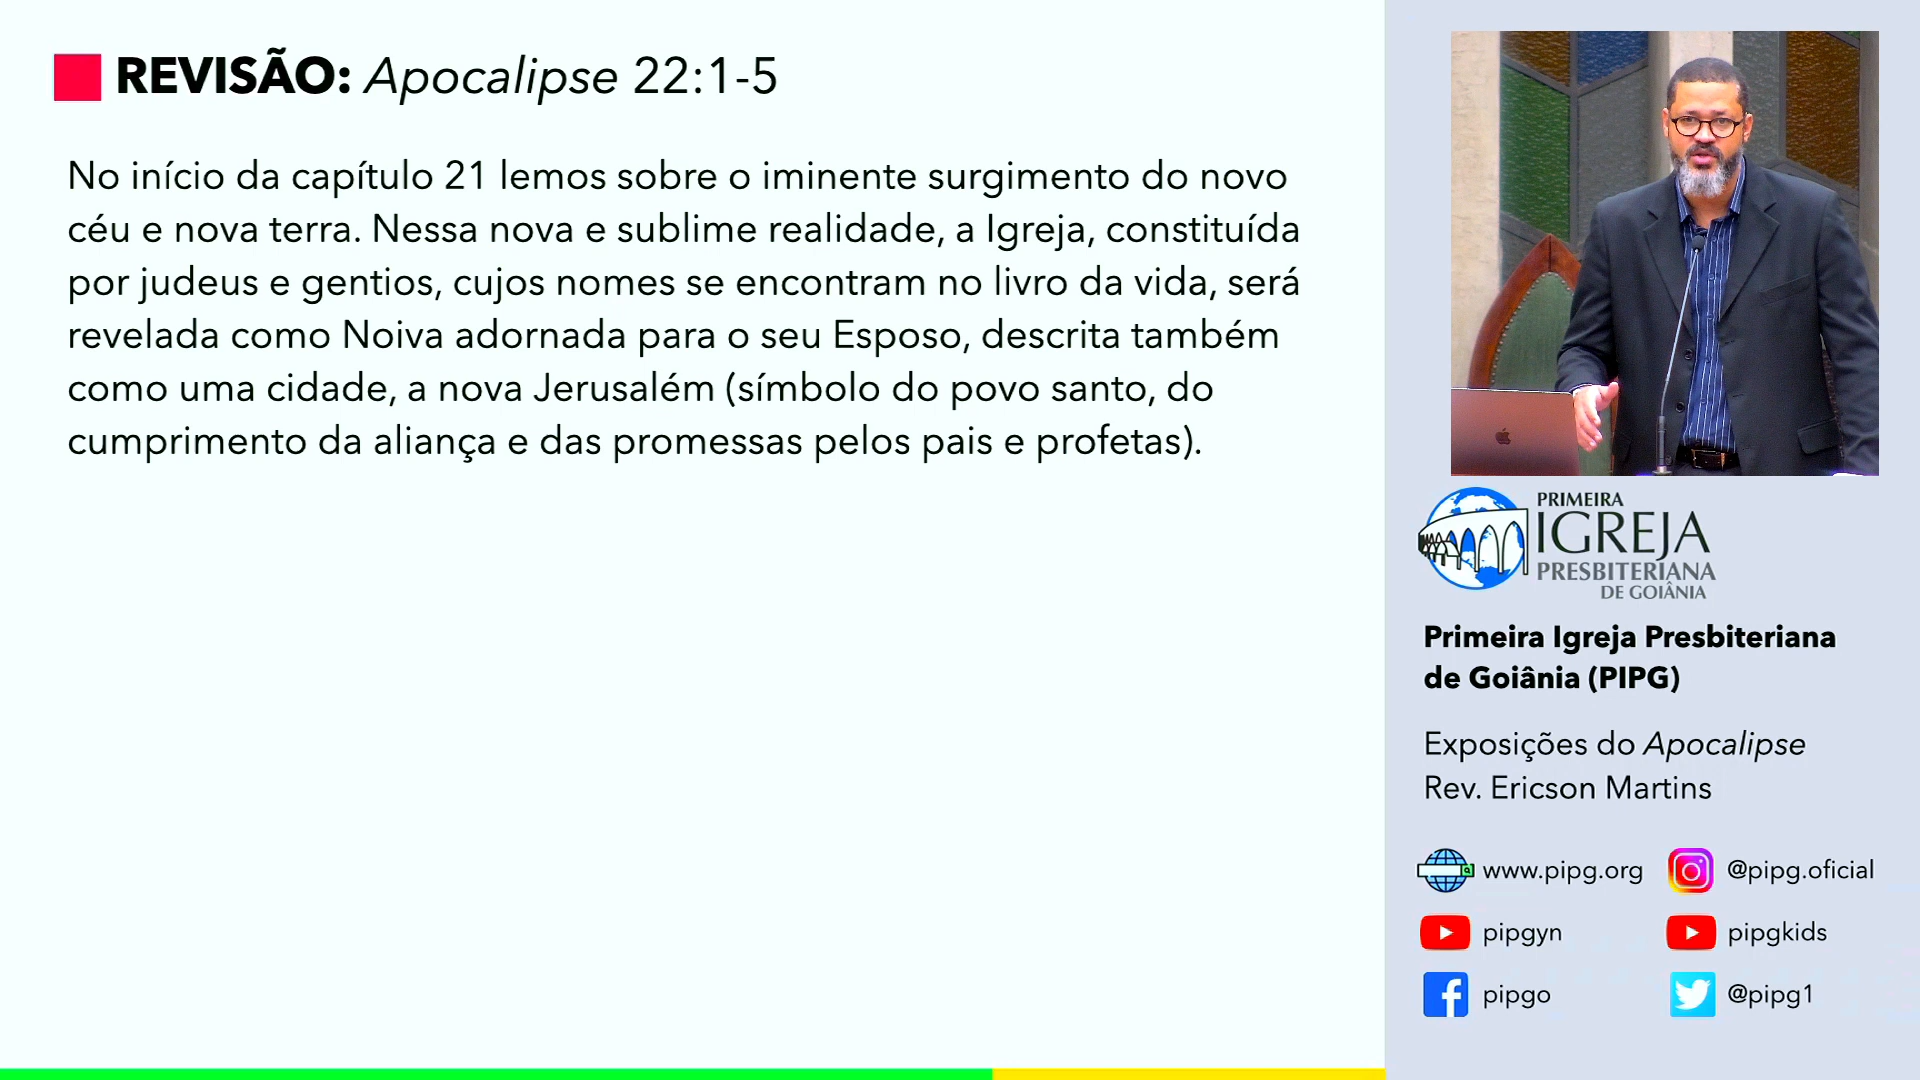 REVISÃO: Apocalipse 22:1-5
No início da capítulo 21 lemos sobre o iminente surgimento do novo
céu e nova terra. Nessa nova e sublime realidade, a Igreja, constituída
por judeus e gentios, cujos nomes se encontram no livro da vida, será
revelada como Noiva adornada para o seu Esposo, descrita também
como uma cidade, a nova Jerusalém (símbolo do povo santo, do
cumprimento da aliança e das promessas pelos pais e profetas).
PRIMEIRA
IGREJA
PRESBITERIANA
DE GOIÂNIA
Primeira Igreja Presbiteriana
de Goiânia (PIPG)
Exposições do Apocalipse
Rev. Ericson Martins
www.pipg.org
@pipg.oficial
pipgyn
pipgkids
pipgo
@pipg1